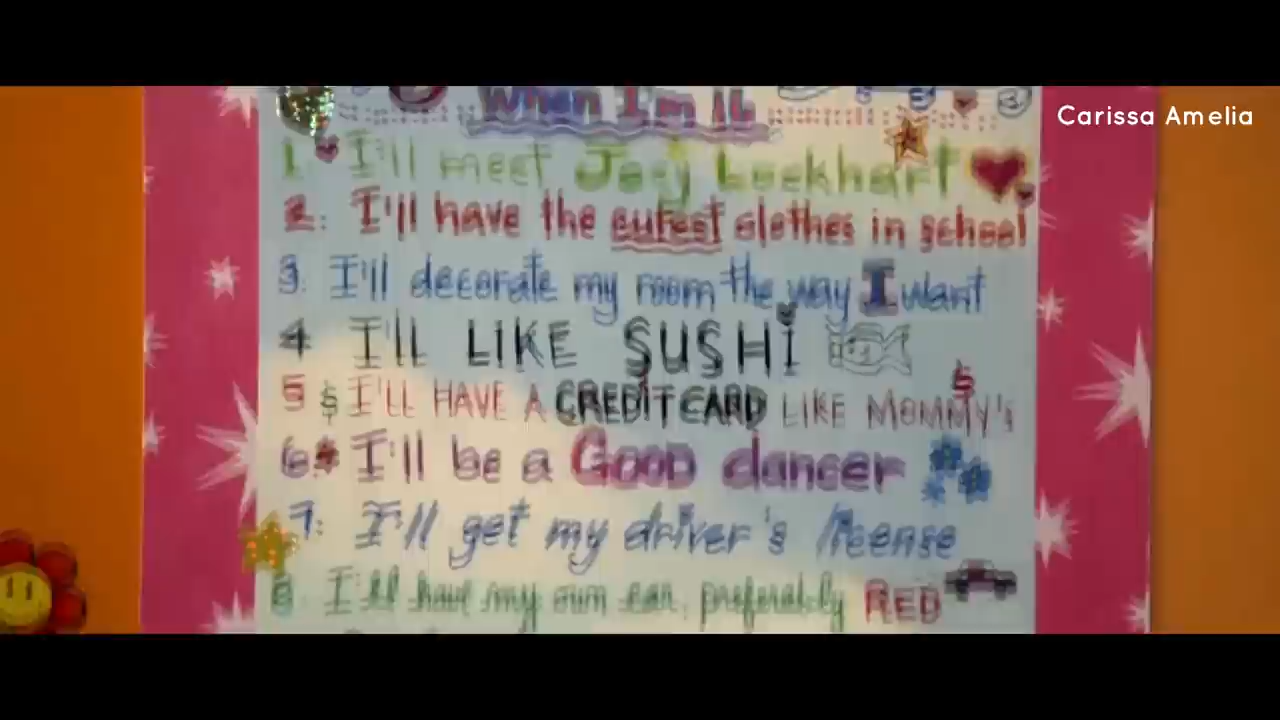 When I'm 16
Carissa Amelia
1. I'll meet Joey Lockhart
2. I'll have the cutest clothes in school
3. I'll decorate my room the way I want
4 I'll LIKE SUSHi
5 $ I'LL HAVE A CREDIT CARD LIKE MOMMY'S $
6 I'll be a GOOD dancer
7. I'll get my driver's license
8. I'll have my own car, preferably RED